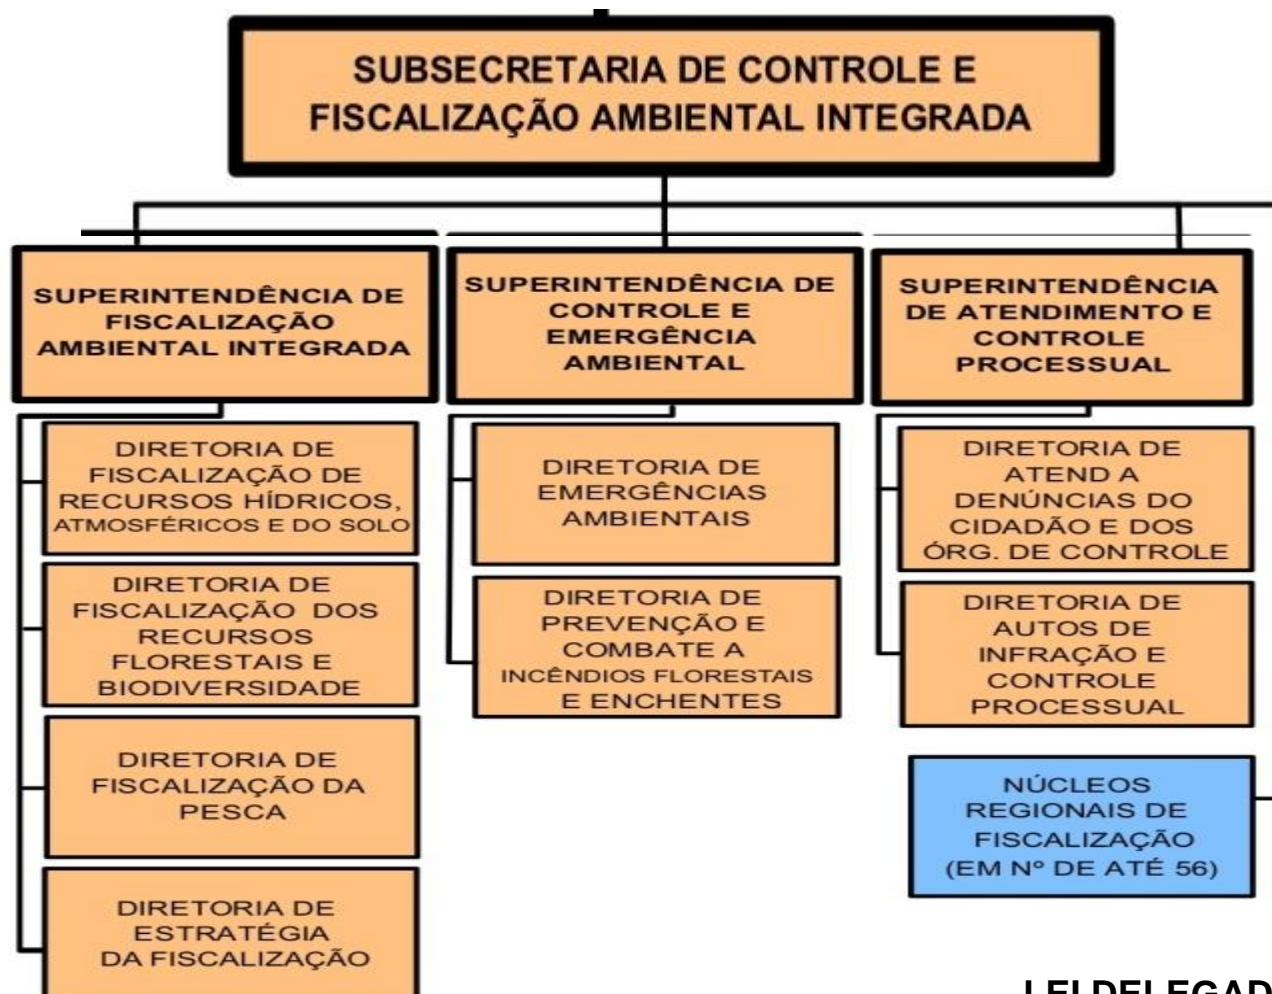 SUBSECRETARIA DE CONTROLE E
FISCALIZAÇÃO AMBIENTAL INTEGRADA
SUPERINTENDÊNCIA DE
FISCALIZAÇÃO
AMBIENTAL INTEGRADA
DIRETORIA DE
FISCALIZAÇÃO DE
RECURSOS HÍDRICOS,
ATMOSFÉRICOS E DO SOLO
DIRETORIA DE
FISCALIZAÇÃO DOS
RECURSOS
FLORESTAIS E
BIODIVERSIDADE
DIRETORIA DE
FISCALIZAÇÃO DA
PESCA
DIRETORIA DE
ESTRATÉGIA
DA FISCALIZAÇÃO
SUPERINTENDÊNCIA DE
CONTROLE E
EMERGÊNCIA
AMBIENTAL
DIRETORIA DE
EMERGÊNCIAS
AMBIENTAIS
DIRETORIA DE
PREVENÇÃO E
COMBATE A
INCÊNDIOS FLORESTAIS
E ENCHENTES
SUPERINTENDÊNCIA
DE ATENDIMENTO E
CONTROLE
PROCESSUAL
DIRETORIA DE
ATEND A
DENÚNCIAS DO
CIDADÃO E DOS
ÓRG. DE CONTROLE
DIRETORIA DE
AUTOS DE
INFRAÇÃO E
CONTROLE
PROCESSUAL
NÚCLEOS
REGIONAIS DE
FISCALIZAÇÃO
(EM Nº DE ATÉ 56)
LEI DELEGAD